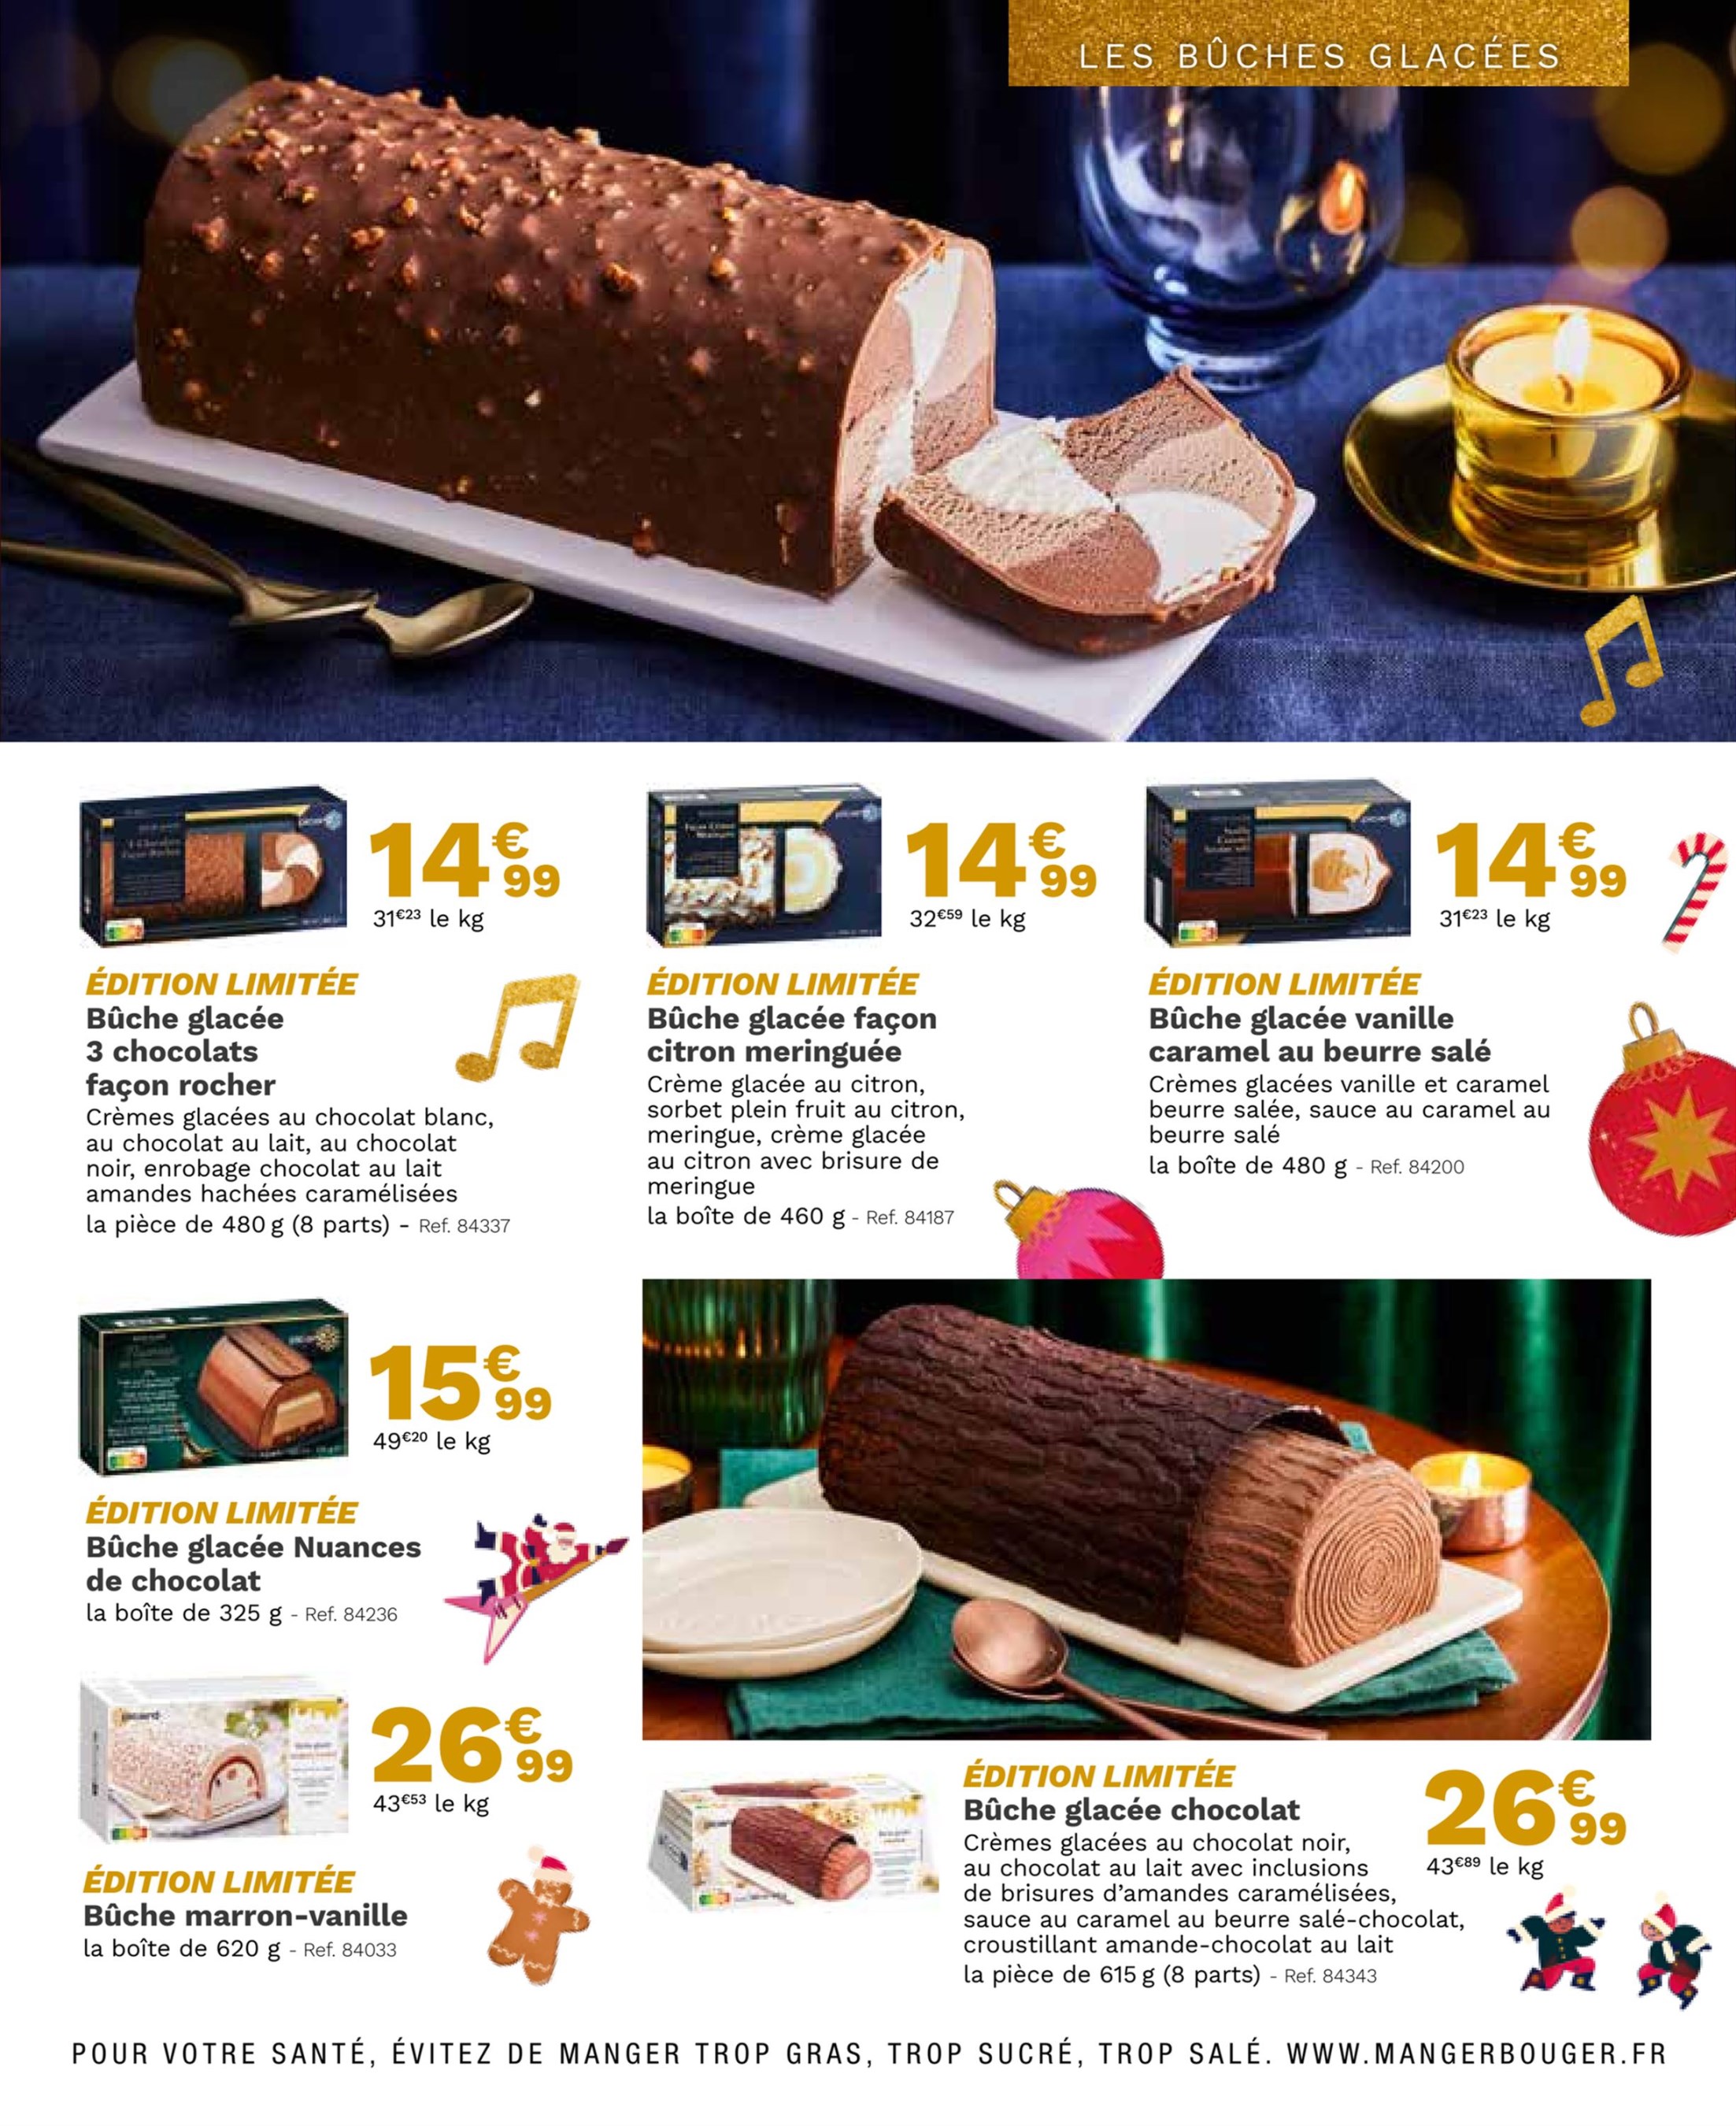 LES BÛCHES GLACÉES
14€99
31€23 le kg
ÉDITION LIMITÉE
Bûche glacée
3 chocolats
façon rocher
Crèmes glacées au chocolat blanc,
au chocolat au lait, au chocolat
noir, enrobage chocolat au lait
amandes hachées caramélisées
la pièce de 480 g (8 parts) - Ref. 84337
14€99
32€59 le kg
ÉDITION LIMITÉE
Bûche glacée façon
citron meringuée
Crème glacée au citron,
sorbet plein fruit au citron,
meringue, crème glacée
au citron avec brisure de
meringue
la boîte de 460 g - Ref. 84187
14€99
31€23 le kg
ÉDITION LIMITÉE
Bûche glacée vanille
caramel au beurre salé
Crèmes glacées vanille et caramel
beurre salée, sauce au caramel au
beurre salé
la boîte de 480 g - Ref. 84200
15€99
49€20 le kg
ÉDITION LIMITÉE
Bûche glacée Nuances
de chocolat
la boîte de 325 g - Ref. 84236
picard
26€99
43€53 le kg
ÉDITION LIMITÉE
Bûche marron-vanille
la boîte de 620 g - Ref. 84033
ÉDITION LIMITÉE
Bûche glacée chocolat
Crèmes glacées au chocolat noir,
au chocolat au lait avec inclusions
de brisures d'amandes caramélisées,
sauce au caramel au beurre salé-chocolat,
croustillant amande-chocolat au lait
la pièce de 615 g (8 parts) - Ref. 84343
26€99
43€89 le kg
POUR VOTRE SANTÉ, ÉVITEZ DE MANGER TROP GRAS, TROP SUCRÉ, TROP SALÉ. WWW.MANGERBOUGER.FR